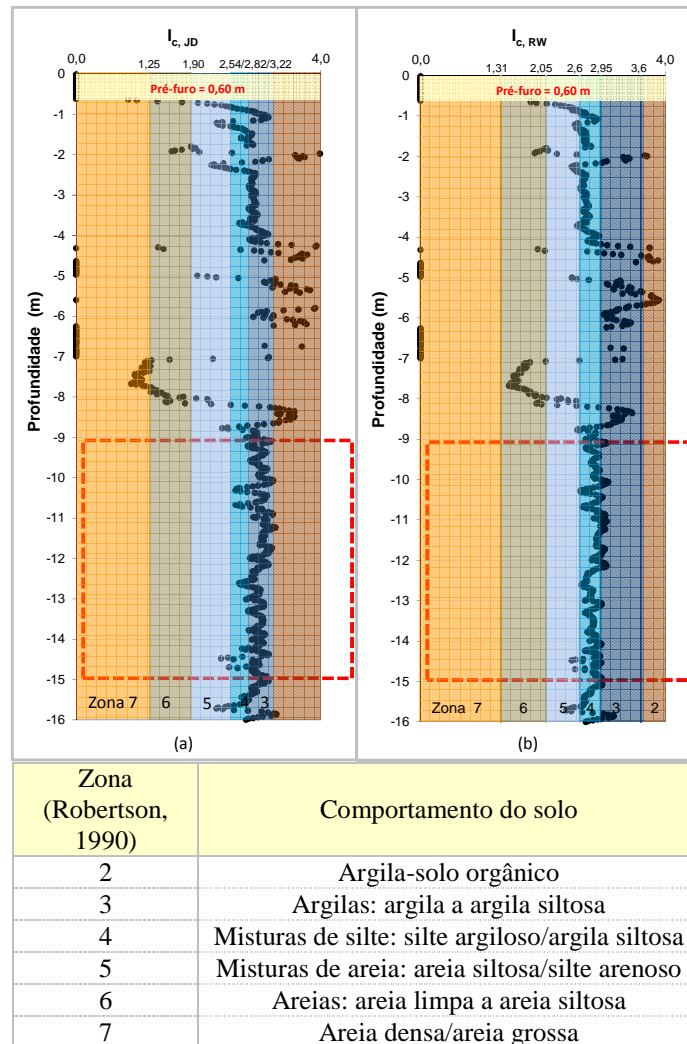 I c, JD
0,0 1,25 1,90 2,54/2,82/3,22 4,0
Pré-furo = 0,60 m
Profundidade (m)
0
-1
-2
-3
-4
-5
-6
-7
-8
-9
-10
-11
-12
-13
-14
-15
-16
Zona 7 6 5 4 3
(a)
I c, RW
0,0 1,31 2,05 2,6 2,95 3,6 4,0
Pré-furo = 0,60 m
Profundidade (m)
0
-1
-2
-3
-4
-5
-6
-7
-8
-9
-10
-11
-12
-13
-14
-15
-16
Zona 7 6 5 4 3 2
(b)
Zona
(Robertson,
1990)
Comportamento do solo
2 Argila-solo orgânico
3 Argilas: argila a argila siltosa
4 Misturas de silte: silte argiloso/argila siltosa
5 Misturas de areia: areia siltosa/silte arenoso
6 Areias: areia limpa a areia siltosa
7 Areia densa/areia grossa